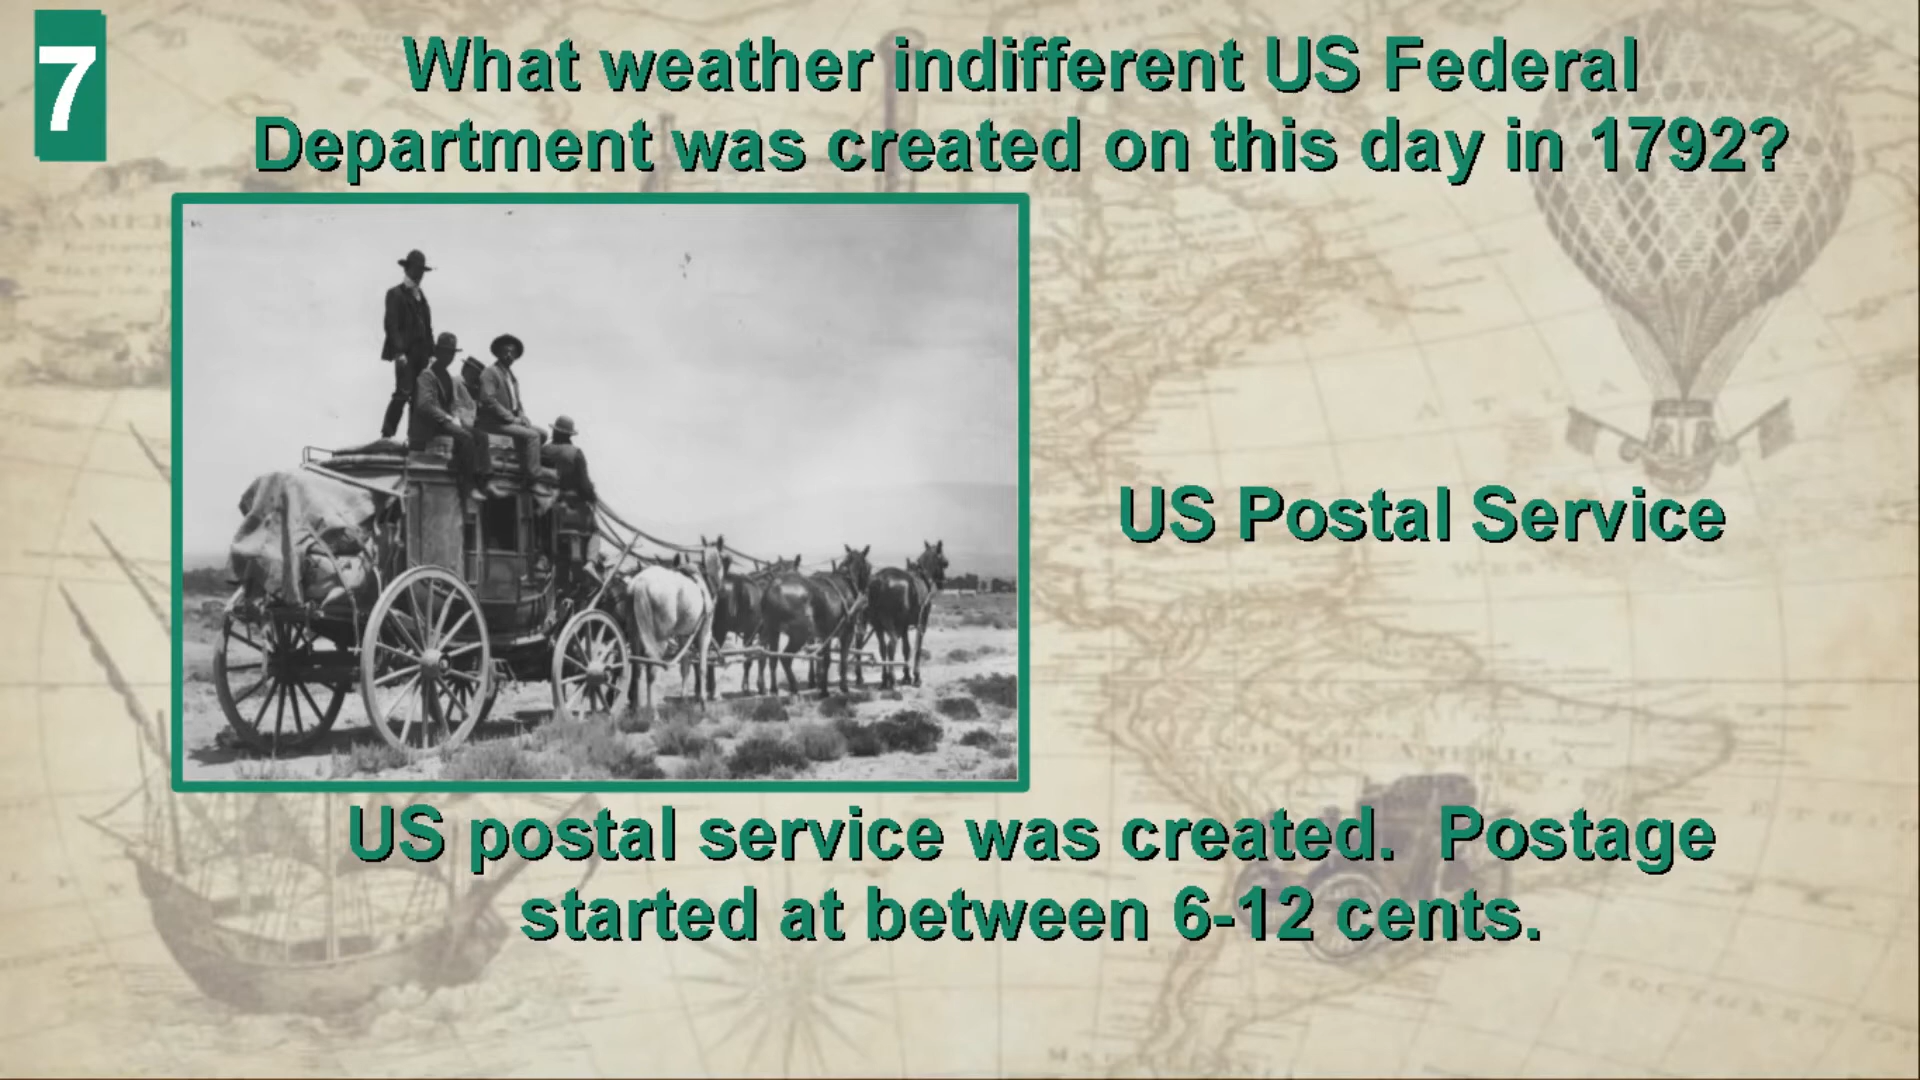 7
What weather indifferent US Federal
Department was created on this day in 1792?
US Postal Service
US postal service was created.  Postage
started at between 6-12 cents.